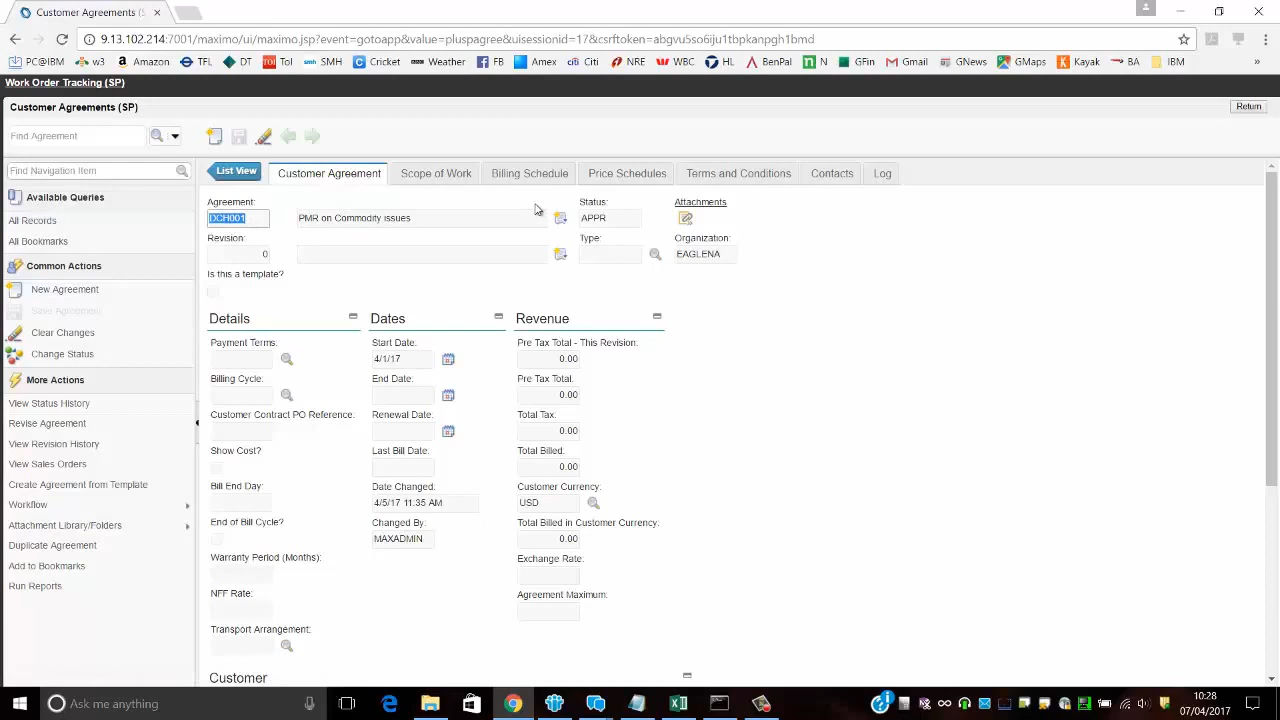 Customer Agreements (S
9.13.102.214:7001/maximo/ui/maximo.jsp?event=gotoapp&value=pluspagree&uisessionid=17&csrftoken=abgvu5so6iju1tbpkanpgh1bmd
PC@IBM w3 Amazon TFL DT TOI ToI SMH Cricket Weather FB Amex Citi NRE WBC HL BenPal N GFin Gmail GNews GMaps Kayak BA IBM »
Work Order Tracking (SP)
Customer Agreements (SP) Return
Find Agreement
Find Navigation Item
List View Customer Agreement Scope of Work Billing Schedule Price Schedules Terms and Conditions Contacts Log
Available Queries
All Records
All Bookmarks
Common Actions
New Agreement
Save Agreement
Clear Changes
Change Status
More Actions
View Status History
Revise Agreement
View Revision History
View Sales Orders
Create Agreement from Template
Workflow
Attachment Library/Folders
Duplicate Agreement
Add to Bookmarks
Run Reports
Agreement: Status: Attachments
DCH001 PMR on Commodity issues APPR
Revision: Type: Organization:
0 EAGLENA
Is this a template?
Details Dates Revenue
Payment Terms: Start Date: Pre Tax Total - This Revision:
4/1/17 0.00
Billing Cycle: End Date: Pre Tax Total:
0.00
Customer Contract PO Reference: Renewal Date: Total Tax:
0.00
Show Cost? Last Bill Date: Total Billed:
0.00
Bill End Day: Date Changed: Customer Currency:
4/5/17 11:35 AM USD
End of Bill Cycle? Changed By: Total Billed in Customer Currency:
MAXADMIN 0.00
Warranty Period (Months): Exchange Rate:
NFF Rate: Agreement Maximum:
Transport Arrangement:
Customer
Ask me anything
10:28
07/04/2017